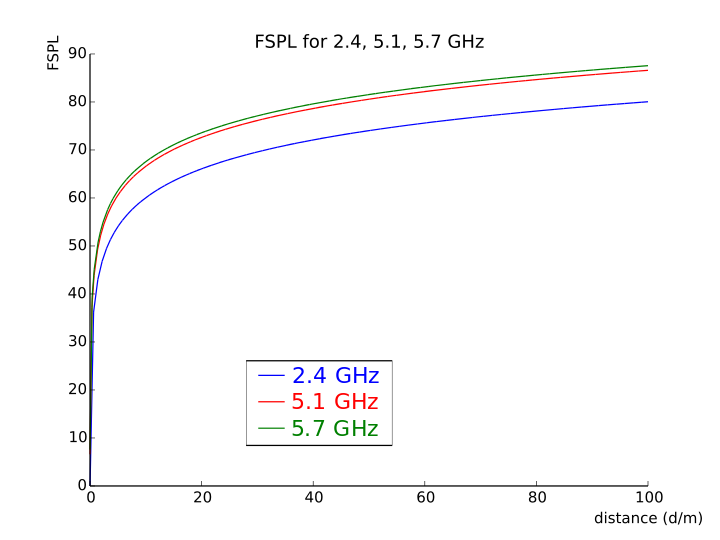 FSPL for 2.4, 5.1, 5.7 GHz
FSPL
90
80
70
60
50
40
30
20
10
0
0 20 40 60 80 100
distance (d/m)
2.4 GHz
5.1 GHz
5.7 GHz